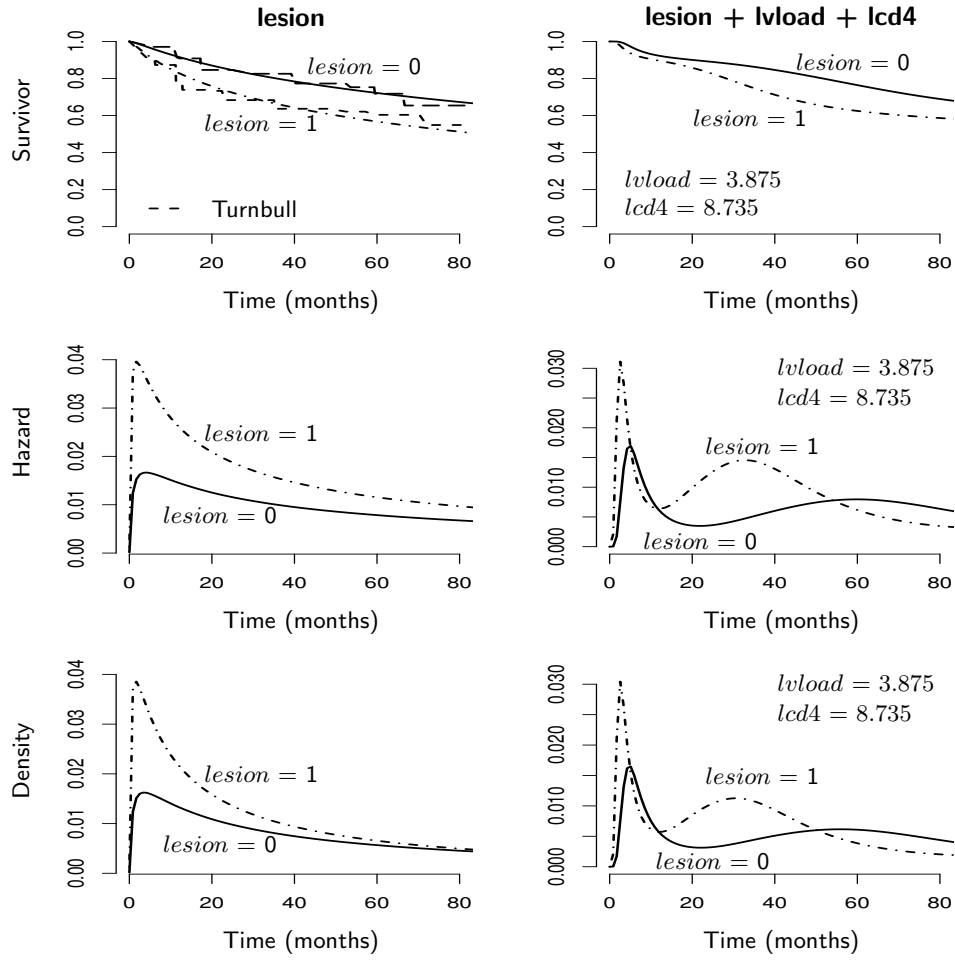 lesion
lesion + lvload + lcd4
Survivor
0.0 0.2 0.4 0.6 0.8 1.0
lesion = 0
lesion = 1
Turnbull
0 20 40 60 80
Time (months)
0.0 0.2 0.4 0.6 0.8 1.0
lesion = 0
lesion = 1
lvload = 3.875
lcd4 = 8.735
0 20 40 60 80
Time (months)
Hazard
0.00 0.01 0.02 0.03 0.04
lesion = 1
lesion = 0
0 20 40 60 80
Time (months)
0.000 0.010 0.020 0.030
lvload = 3.875
lcd4 = 8.735
lesion = 1
lesion = 0
0 20 40 60 80
Time (months)
Density
0.00 0.01 0.02 0.03 0.04
lesion = 1
lesion = 0
0 20 40 60 80
Time (months)
0.000 0.010 0.020 0.030
lvload = 3.875
lcd4 = 8.735
lesion = 1
lesion = 0
0 20 40 60 80
Time (months)